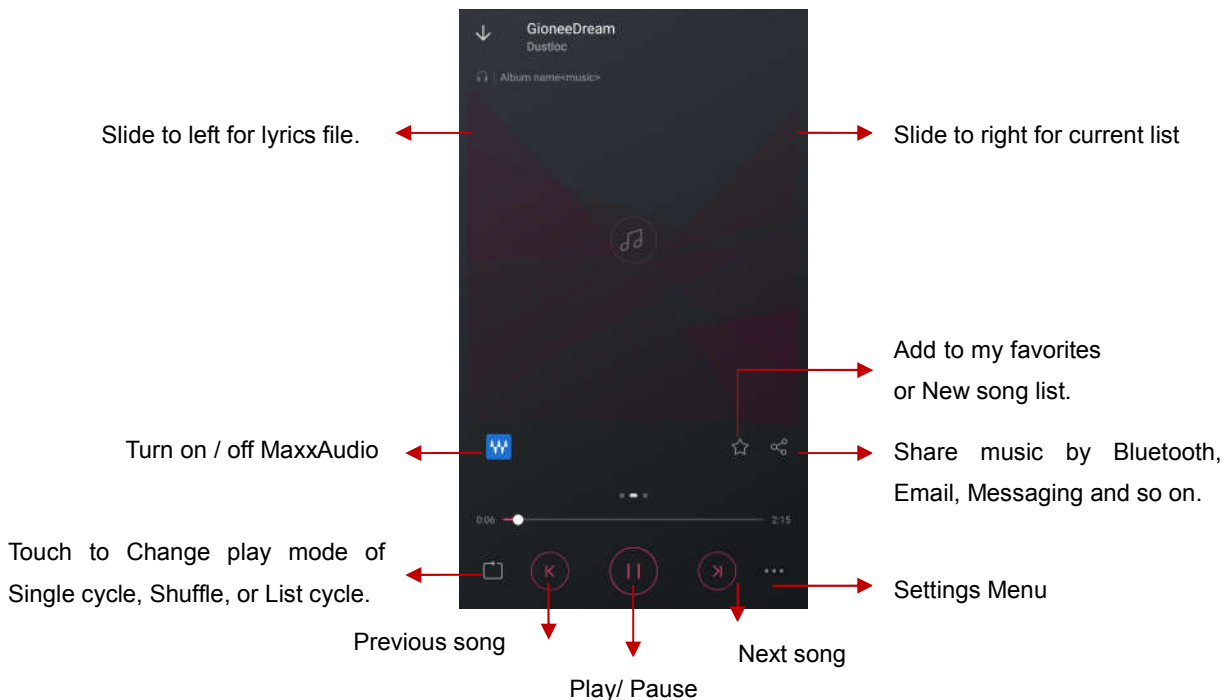 GioneeDream
Dustloc
Album name<music>
Slide to left for lyrics file.
Slide to right for current list
Add to my favorites
or New song list.
Turn on / off MaxxAudio
Share music by Bluetooth,
Email, Messaging and so on.
0:06
2:15
Touch to Change play mode of
Single cycle, Shuffle, or List cycle.
Settings Menu
Previous song
Next song
Play/ Pause